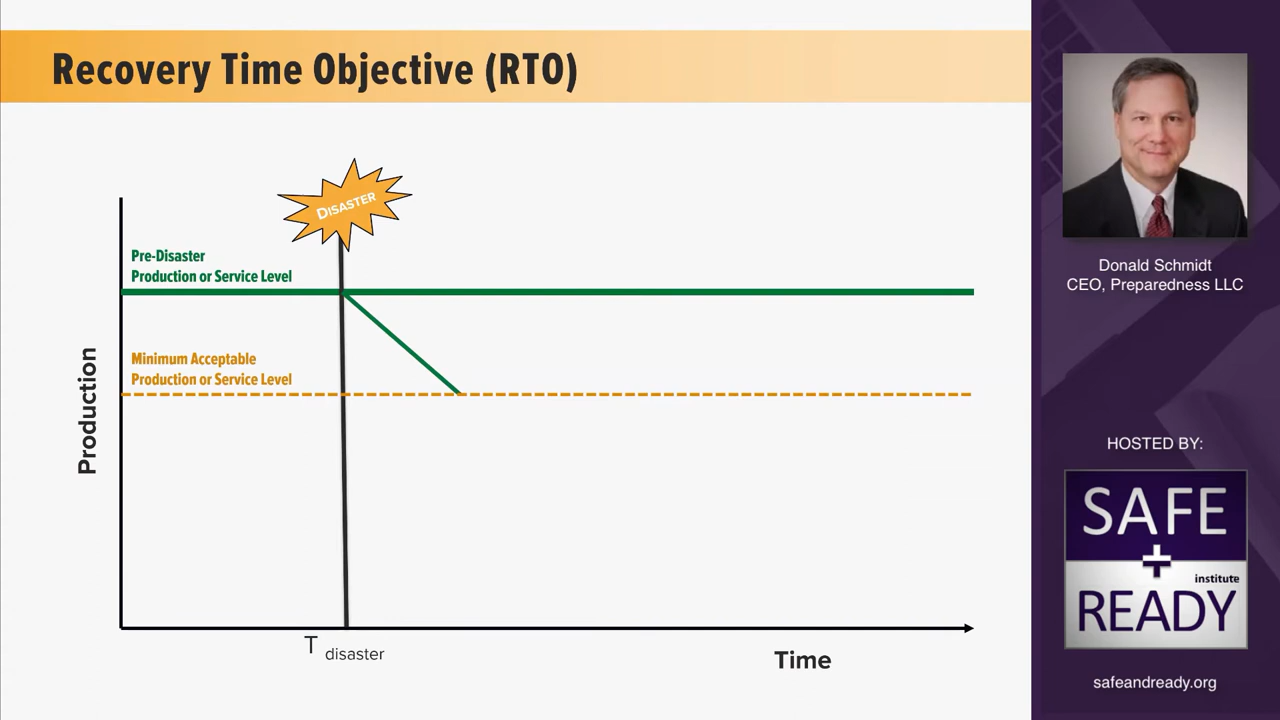 Recovery Time Objective (RTO)
DISASTER
Pre-Disaster
Production or Service Level
Minimum Acceptable
Production or Service Level
Production
T disaster
Time
Donald Schmidt
CEO, Preparedness LLC
HOSTED BY:
SAFE
+
institute
READY
safeandready.org